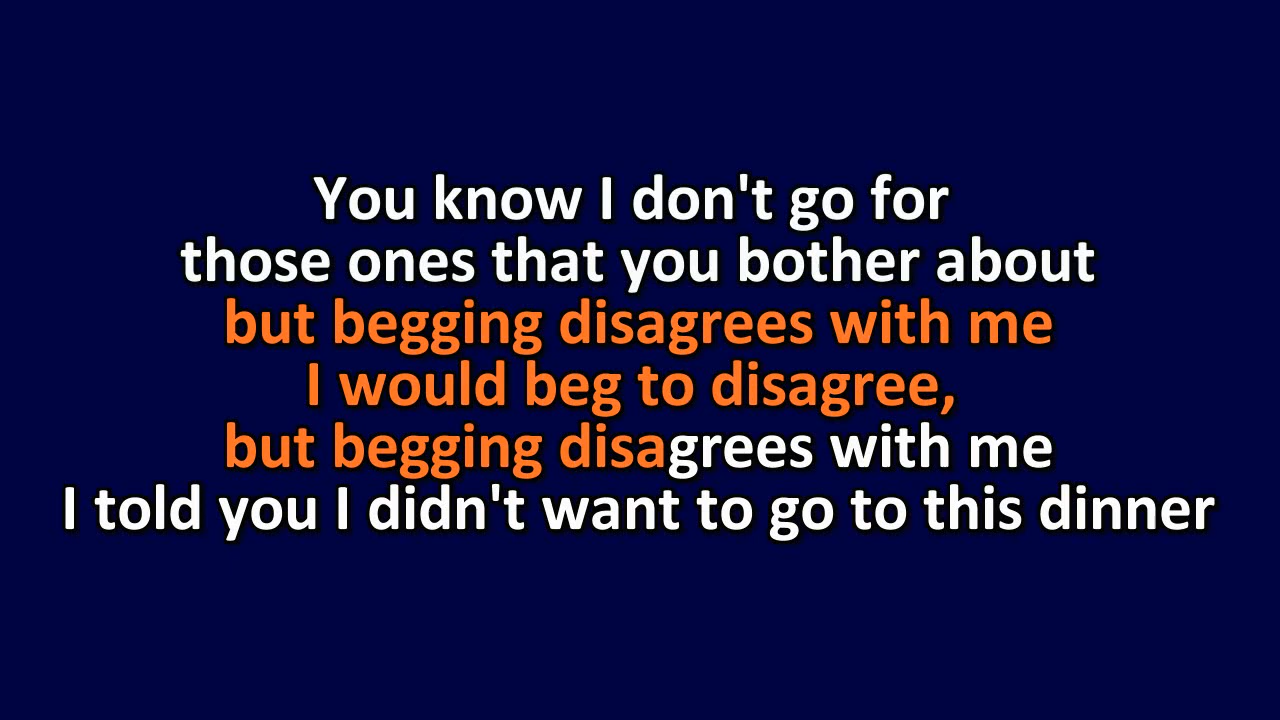 You know I don't go for
those ones that you bother about
but begging disagrees with me
I would beg to disagree,
but begging disagrees with me
I told you I didn't want to go to this dinner